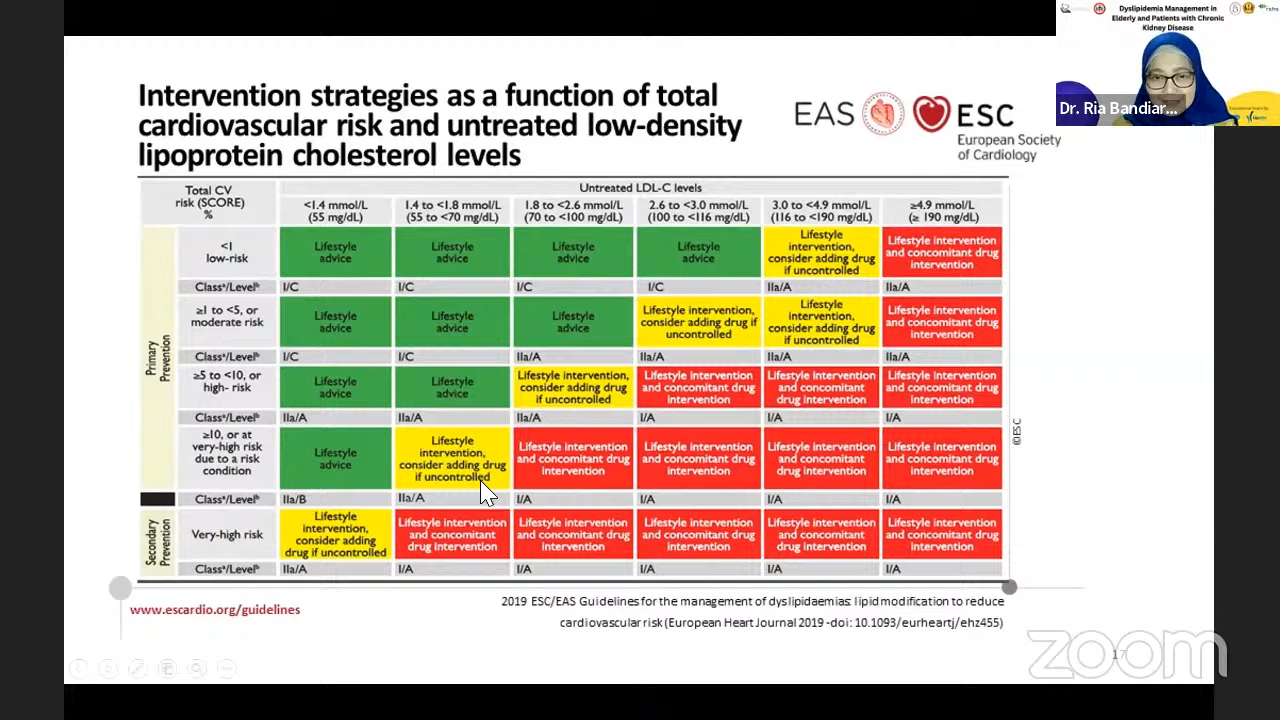 Dyslipidemia Management in
Elderly and Patients with Chronic
Kidney Disease
Dr. Ria Bandiar...
Intervention strategies as a function of total
cardiovascular risk and untreated low-density
lipoprotein cholesterol levels
EAS
ESC
European Society
of Cardiology
Total CV
risk (SCORE)
%
Untreated LDL-C levels
<1.4 mmol/L
(55 mg/dL)
1.4 to <1.8 mmol/L
(55 to <70 mg/dL)
1.8 to <2.6 mmol/L
(70 to <100 mg/dL)
2.6 to <3.0 mmol/L
(100 to <116 mg/dL)
3.0 to <4.9 mmol/L
(116 to <190 mg/dL)
≥4.9 mmol/L
(≥ 190 mg/dL)
Primary
Prevention
<1
low-risk
Lifestyle
advice
Lifestyle
advice
Lifestyle
advice
Lifestyle
advice
Lifestyle
intervention,
consider adding drug
if uncontrolled
Lifestyle intervention
and concomitant drug
intervention
Classᵃ/Levelᵇ
I/C
I/C
I/C
I/C
IIa/A
IIa/A
≥1 to <5, or
moderate risk
Lifestyle
advice
Lifestyle
advice
Lifestyle
advice
Lifestyle intervention,
consider adding drug if
uncontrolled
Lifestyle
intervention,
consider adding drug
if uncontrolled
Lifestyle intervention
and concomitant drug
intervention
Classᵃ/Levelᵇ
I/C
I/C
IIa/A
IIa/A
IIa/A
IIa/A
≥5 to <10, or
high- risk
Lifestyle
advice
Lifestyle
advice
Lifestyle intervention,
consider adding drug
if uncontrolled
Lifestyle intervention
and concomitant drug
intervention
Lifestyle intervention
and concomitant
drug intervention
Lifestyle intervention
and concomitant drug
intervention
Classᵃ/Levelᵇ
IIa/A
IIa/A
IIa/A
I/A
I/A
I/A
≥10, or at
very-high risk
due to a risk
condition
Lifestyle
advice
Lifestyle
intervention,
consider adding drug
if uncontrolled
Lifestyle intervention
and concomitant drug
intervention
Lifestyle intervention
and concomitant drug
intervention
Lifestyle intervention
and concomitant
drug intervention
Lifestyle intervention
and concomitant drug
intervention
Classᵃ/Levelᵇ
IIa/B
IIa/A
I/A
I/A
I/A
I/A
Secondary
Prevention
Very-high risk
Lifestyle
intervention,
consider adding
drug if uncontrolled
Lifestyle intervention
and concomitant
drug intervention
Lifestyle intervention
and concomitant drug
intervention
Lifestyle intervention
and concomitant drug
intervention
Lifestyle intervention
and concomitant
drug intervention
Lifestyle intervention
and concomitant drug
intervention
Classᵃ/Levelᵇ
IIa/A
I/A
I/A
I/A
I/A
I/A
©ESC
www.escardio.org/guidelines
2019 ESC/EAS Guidelines for the management of dyslipidaemias: lipid modification to reduce
cardiovascular risk (European Heart Journal 2019 -doi: 10.1093/eurheartj/ehz455)
17
zoom